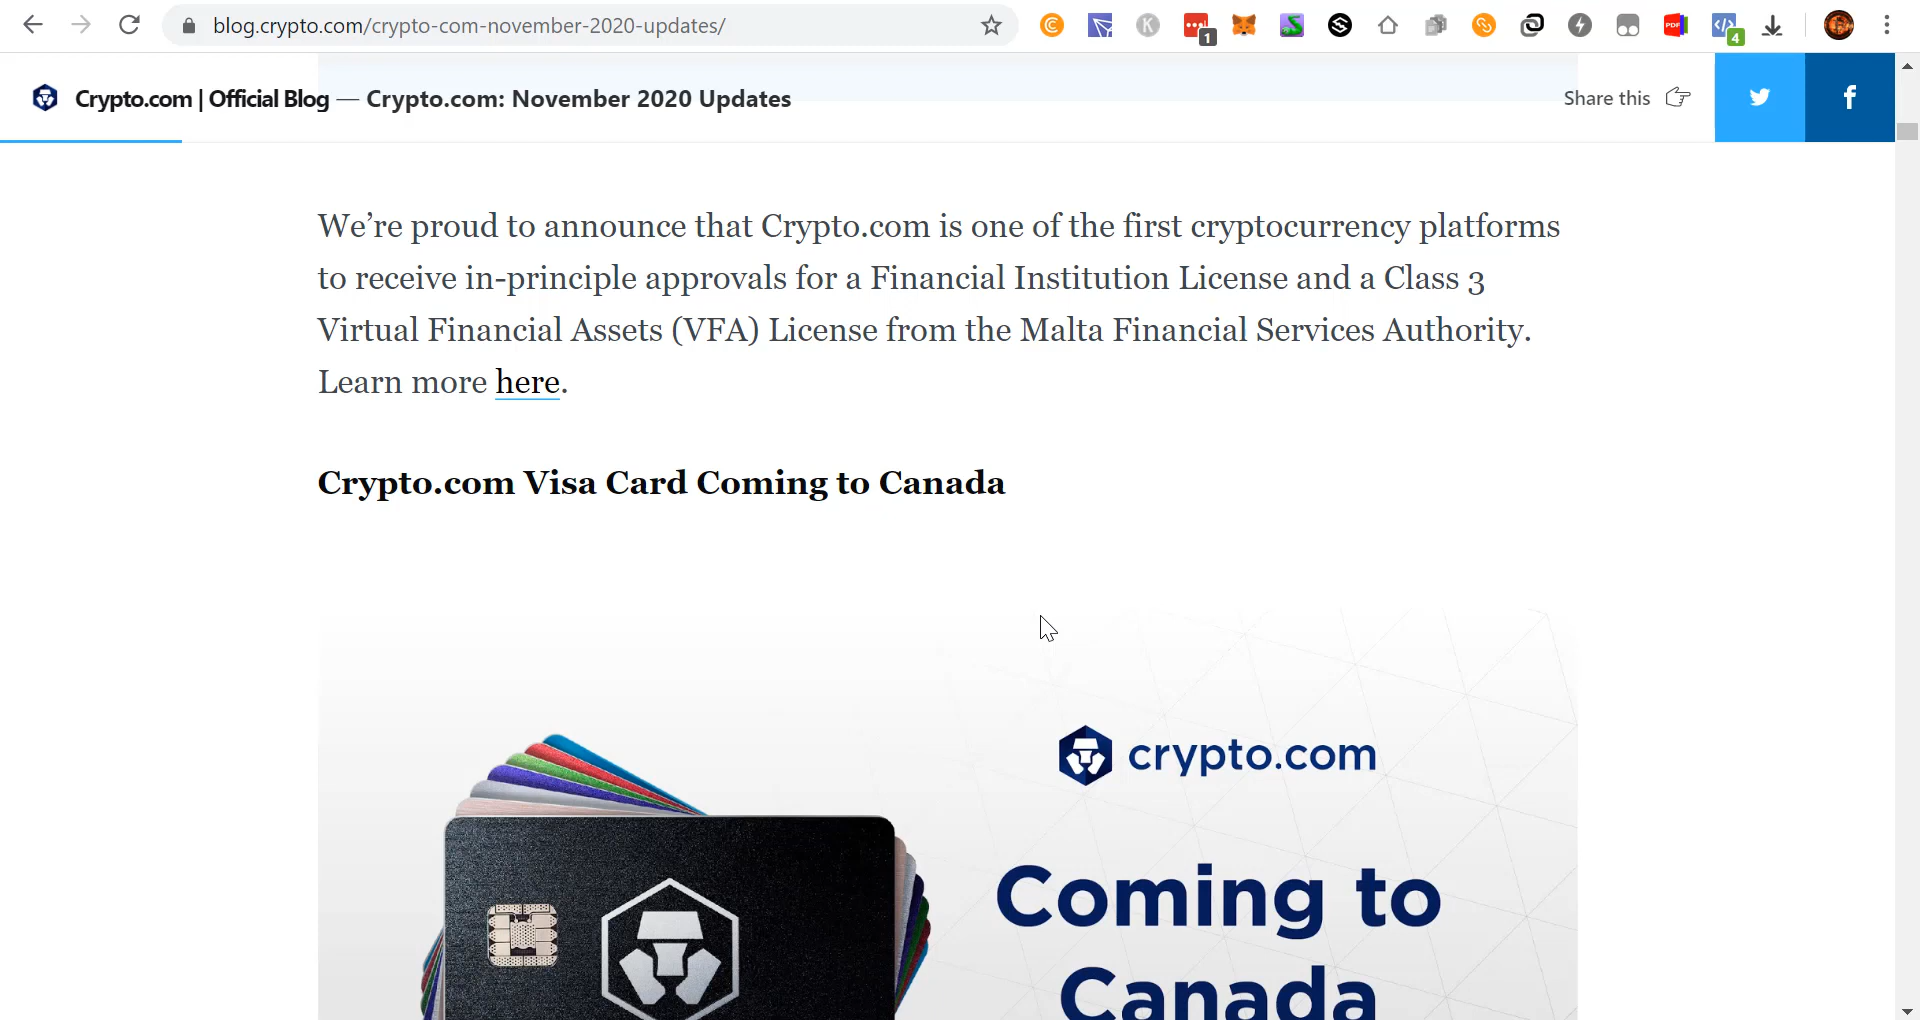 blog.crypto.com/crypto-com-november-2020-updates/
1
PDF
4
Crypto.com | Official Blog — Crypto.com: November 2020 Updates
Share this
We’re proud to announce that Crypto.com is one of the first cryptocurrency platforms
to receive in-principle approvals for a Financial Institution License and a Class 3
Virtual Financial Assets (VFA) License from the Malta Financial Services Authority.
Learn more here.
Crypto.com Visa Card Coming to Canada
crypto.com
Coming to
Canada